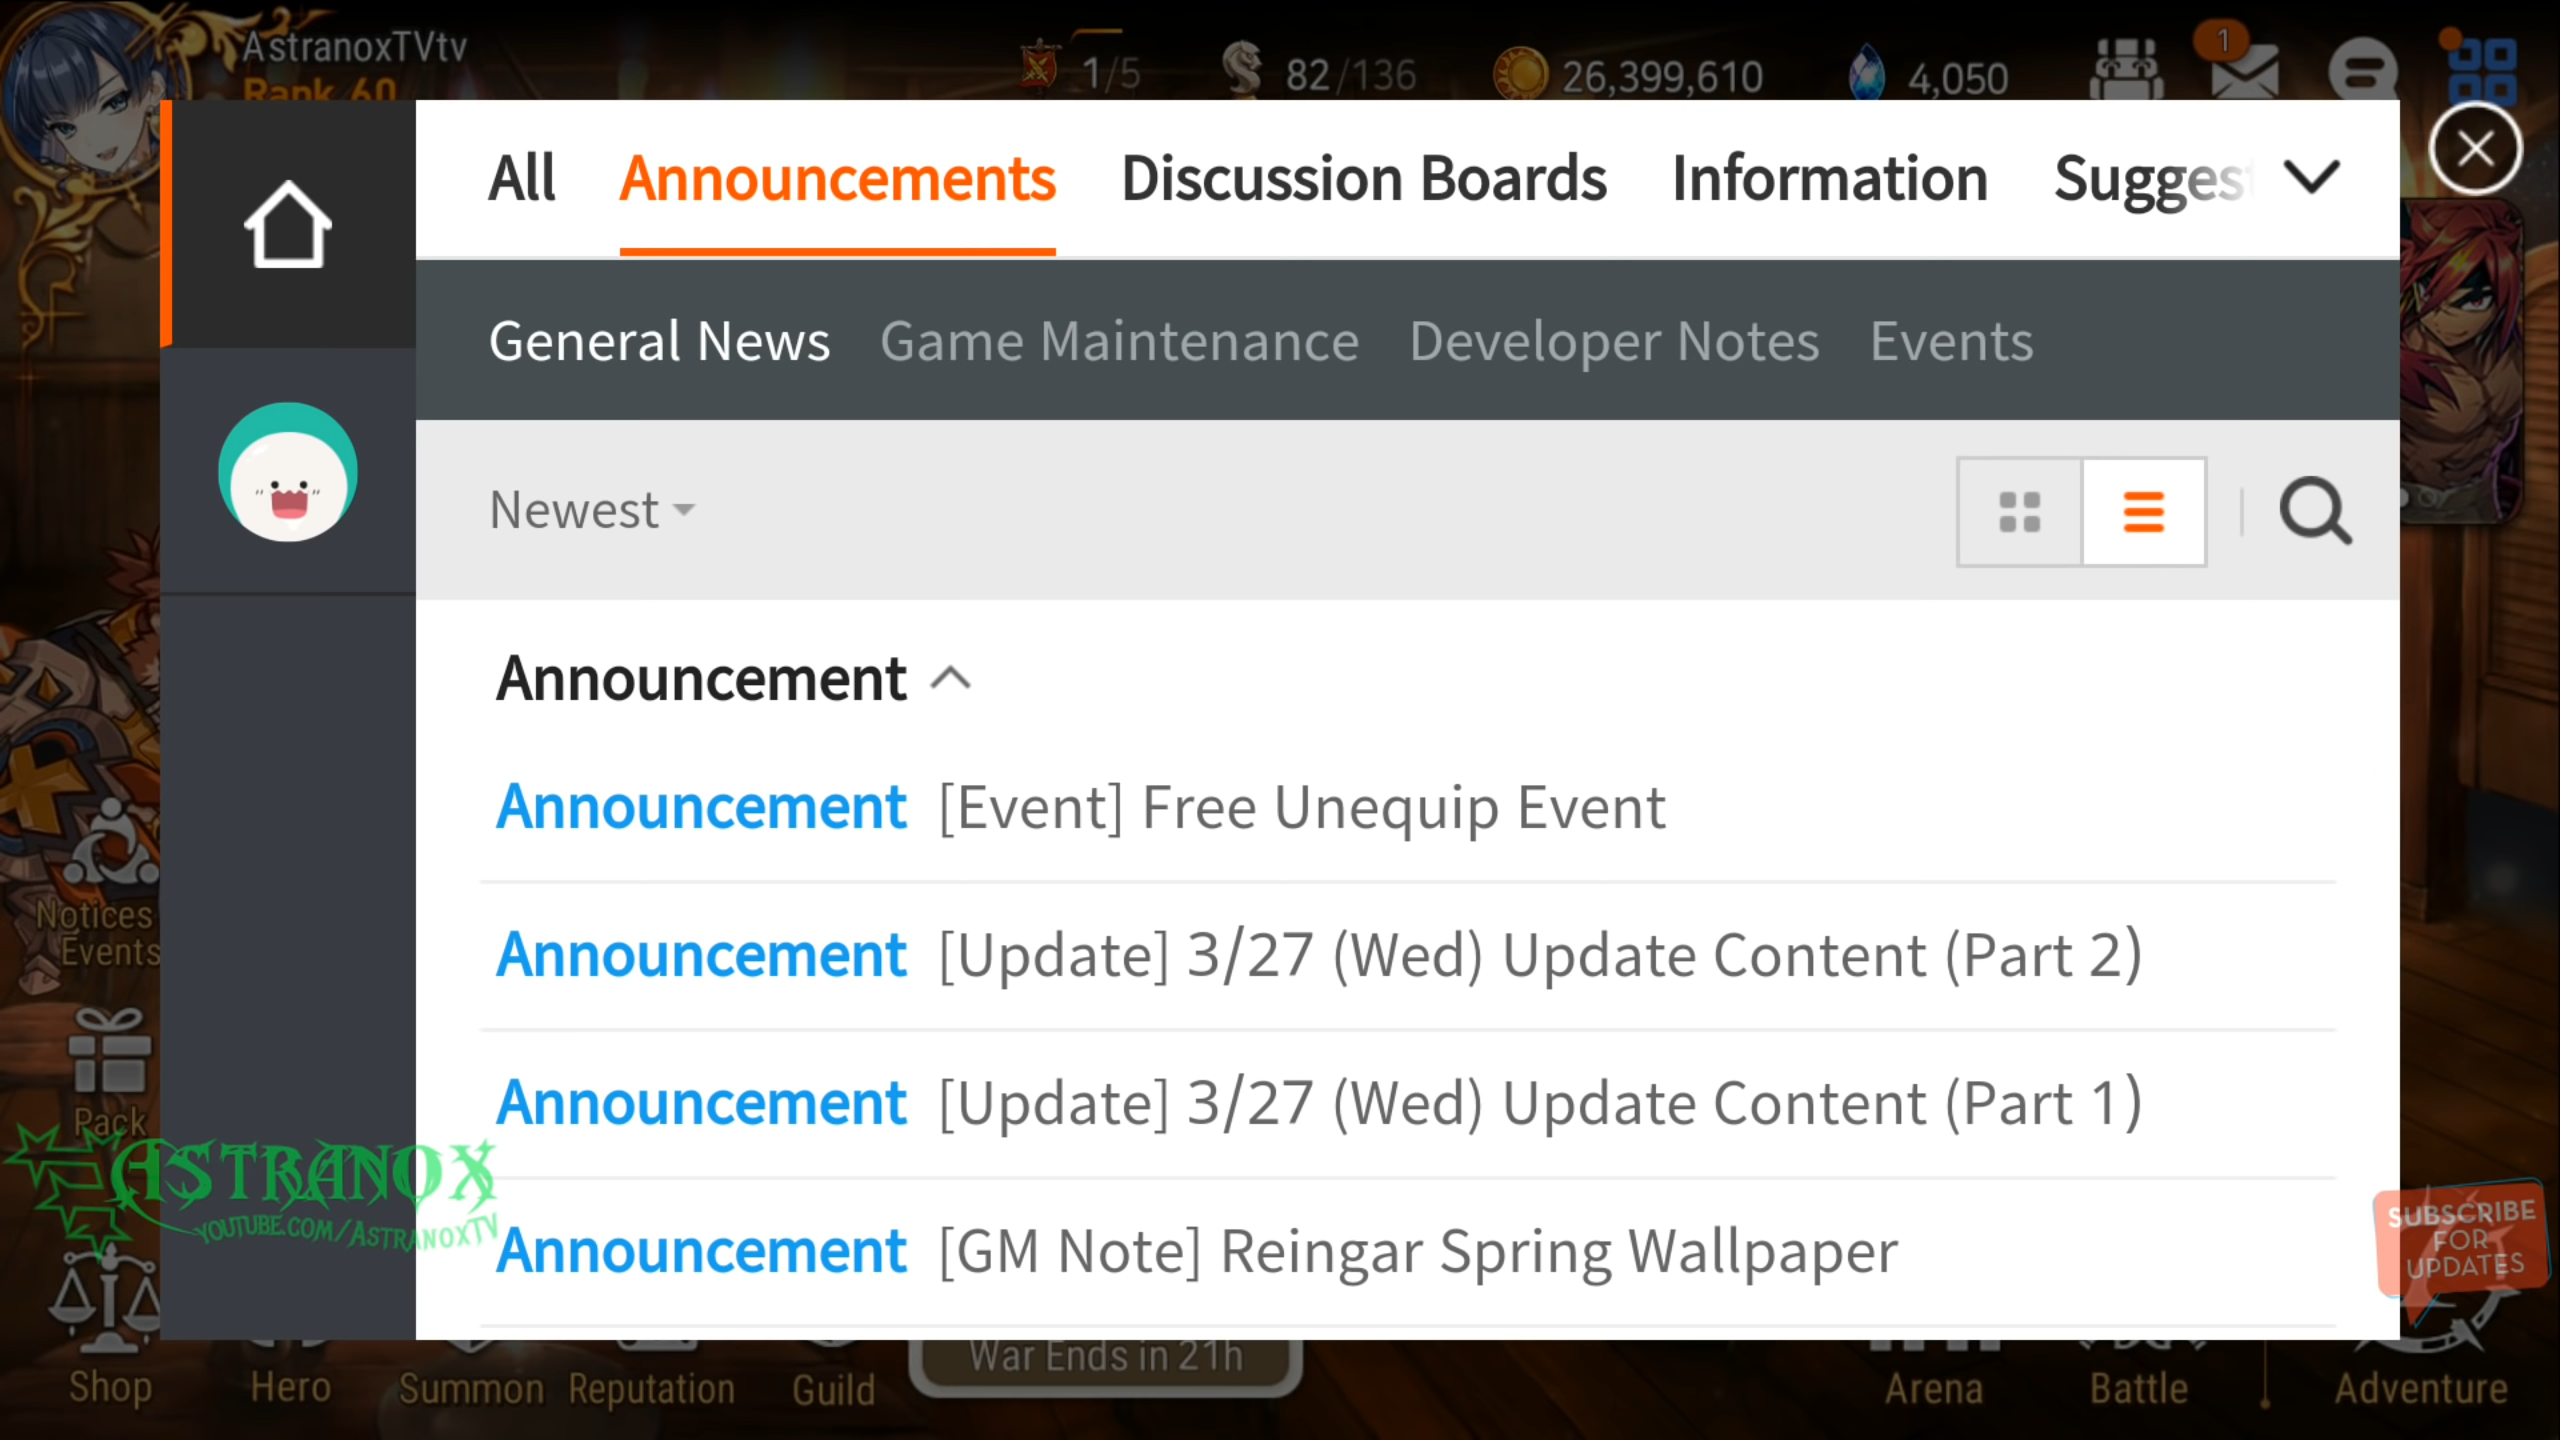 AstranoxTVtv
Rank 60
1/5
82/136
26,399,610
4,050
1
All Announcements Discussion Boards Information Sugges
General News Game Maintenance Developer Notes Events
Newest
Announcement
Announcement [Event] Free Unequip Event
Announcement [Update] 3/27 (Wed) Update Content (Part 2)
Announcement [Update] 3/27 (Wed) Update Content (Part 1)
Announcement [GM Note] Reingar Spring Wallpaper
Notices
Events
Pack
ASTRANOX
YOUTUBE.COM/ASTRANOXTV
SUBSCRIBE
FOR
UPDATES
War Ends in 21h
Shop Hero Summon Reputation Guild Arena Battle Adventure